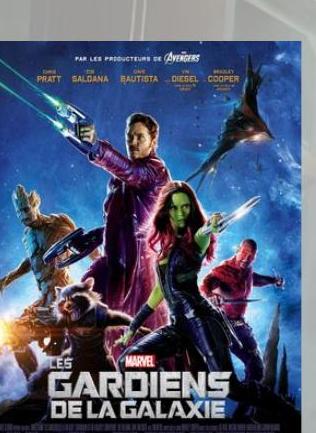 PAR LES PRODUCTEURS DE AVENGERS
CHRIS ZOE DAVE VIN BRADLEY
PRATT SALDANA BAUTISTA DIESEL COOPER
LES MARVEL
GARDIENS
DE LA GALAXIE